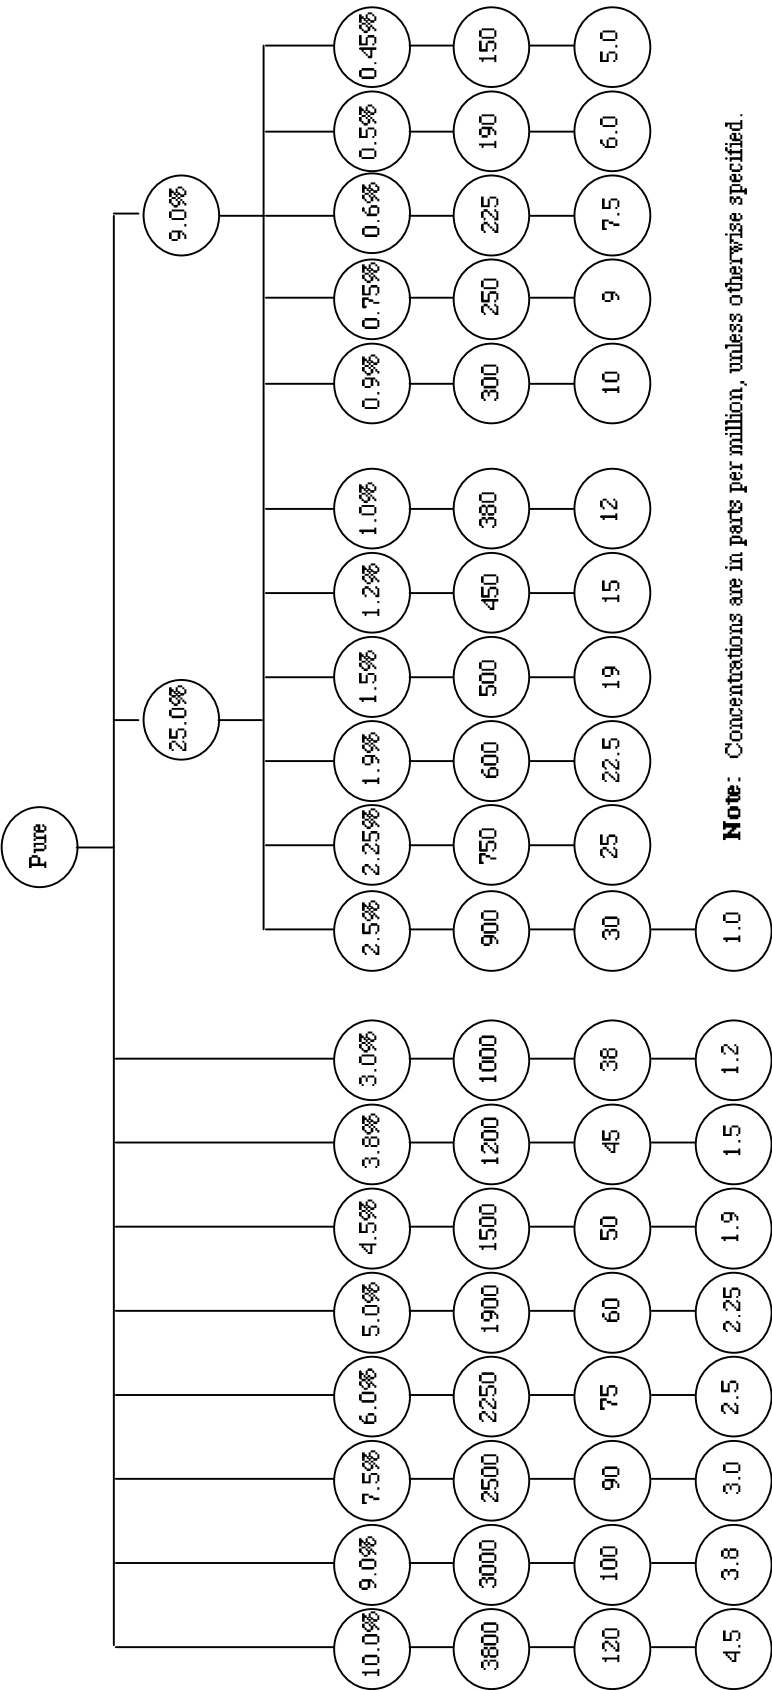 Pure
25.0% 9.0%
10.0% 9.0% 7.5% 6.0% 5.0% 4.5% 3.8% 3.0% 2.5% 2.25% 1.9% 1.5% 1.2% 1.0% 0.9% 0.75% 0.6% 0.5% 0.45%
3800 3000 2500 2250 1900 1500 1200 1000 900 750 600 500 450 380 300 250 225 190 150
120 100 90 75 60 50 45 38 30 25 22.5 19 15 12 10 9 7.5 6.0 5.0
4.5 3.8 3.0 2.5 2.25 1.9 1.5 1.2 1.0
Note: Concentrations are in parts per million, unless otherwise specified.